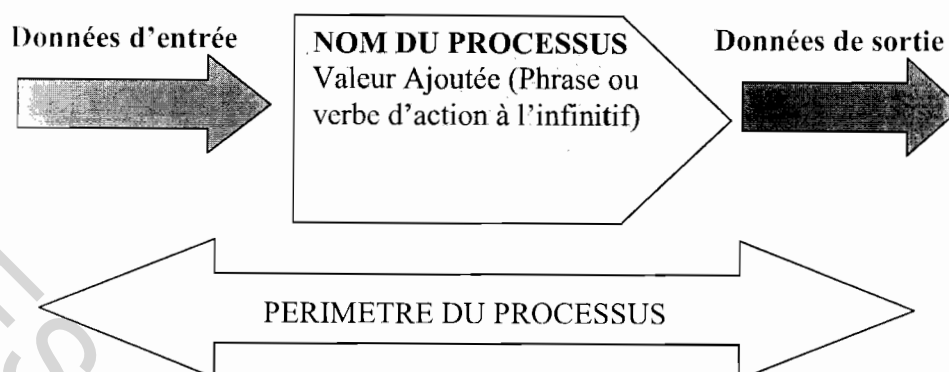 Données d'entrée
NOM DU PROCESSUS
Valeur Ajoutée (Phrase ou
verbe d'action à l'infinitif)
Données de sortie
PERIMETRE DU PROCESSUS